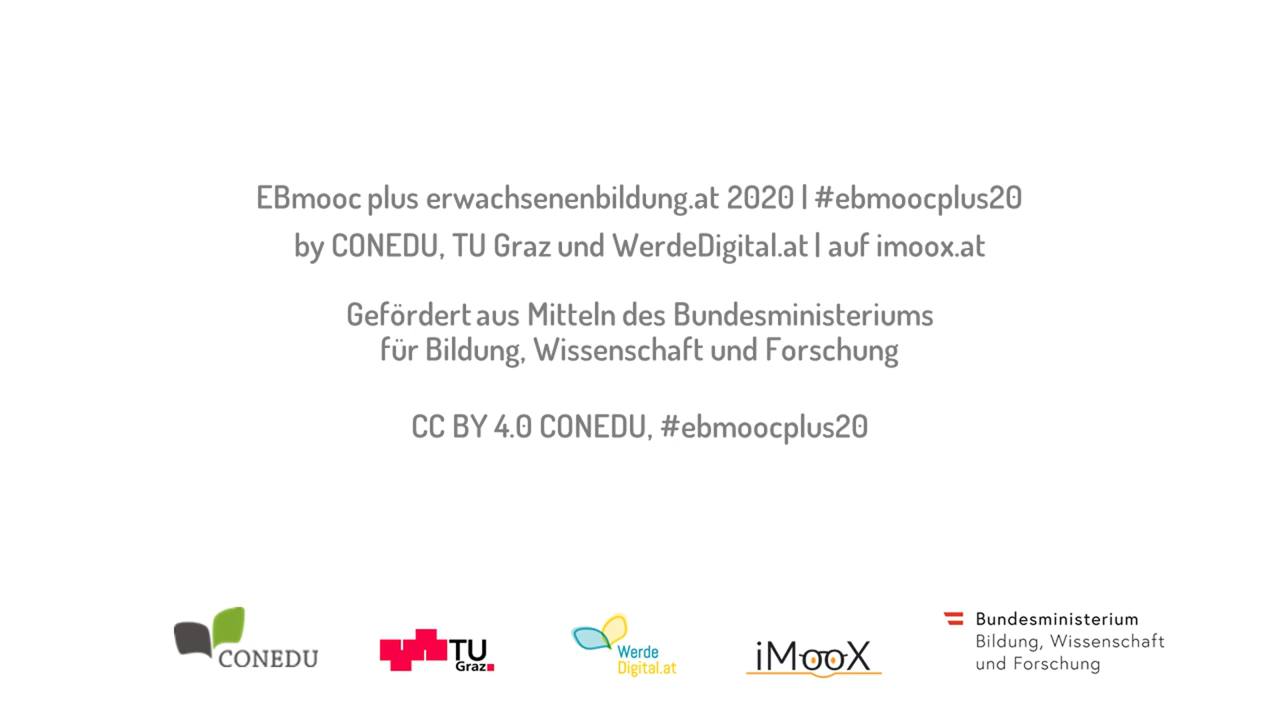 EBmooc plus erwachsenenbildung.at 2020 | #ebmoocplus20
by CONEDU, TU Graz und WerdeDigital.at | auf imoox.at
Gefördert aus Mitteln des Bundesministeriums
für Bildung, Wissenschaft und Forschung
CC BY 4.0 CONEDU, #ebmoocplus20
CONEDU
TU
Graz
Werde
Digital.at
iMooX
Bundesministerium
Bildung, Wissenschaft
und Forschung